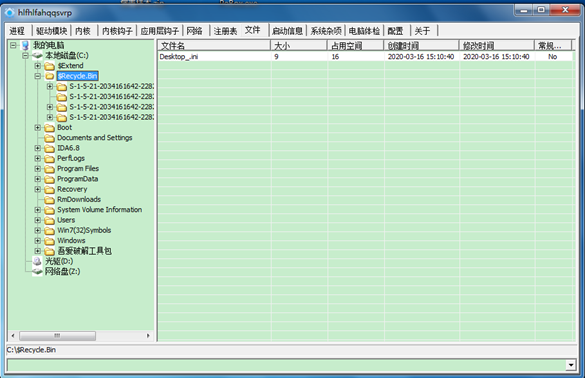 hlfhlfahqqsvrp
进程 驱动模块 内核 内核钩子 应用层钩子 网络 注册表 文件 启动信息 系统杂项 电脑体检 配置 关于
我的电脑
本地磁盘(C:)
$Extend
$Recycle.Bin
S-1-5-21-2034161642-228
S-1-5-21-2034161642-228
S-1-5-21-2034161642-228
S-1-5-21-2034161642-228
Boot
Documents and Settings
IDA6.8
PerfLogs
Program Files
ProgramData
Recovery
RmDownloads
System Volume Information
Users
Win7(32)Symbols
Windows
吾爱破解工具包
光驱(D:)
网络盘(Z:)
文件名 大小 占用空间 创建时间 修改时间 常规...
Desktop_.ini 9 16 2020-03-16 15:10:40 2020-03-16 15:10:40 No
C:\$Recycle.Bin